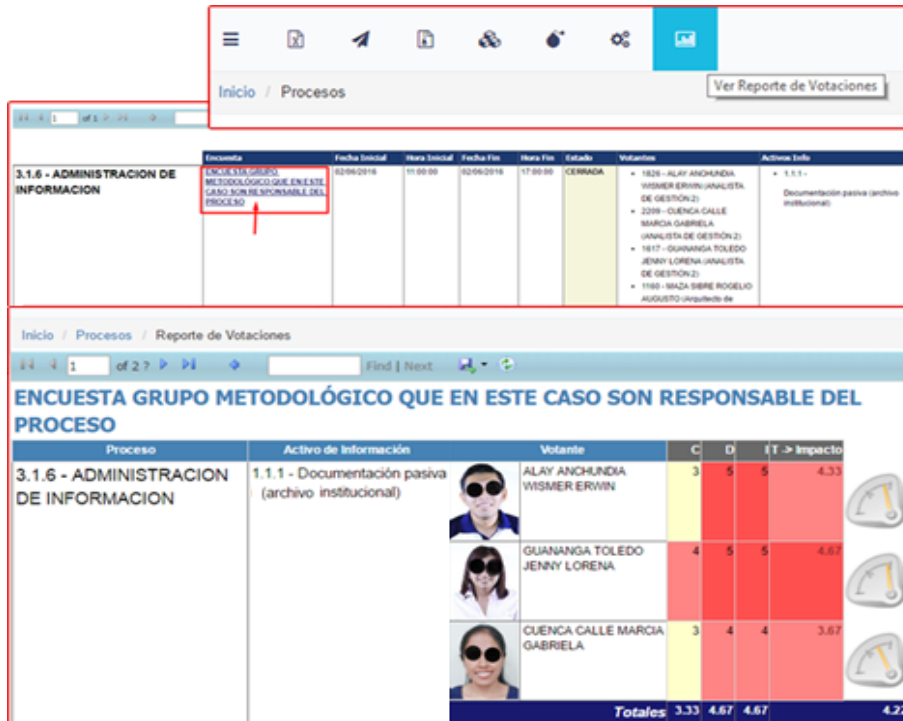 Inicio / Procesos
Ver Reporte de Votaciones
1 of 1
Encuesta Fecha Inicial Hora Inicial Fecha Fin Hora Fin Estado Votantes Activos Info
3.1.6 - ADMINISTRACION DE
INFORMACION
ENCUESTA GRUPO
METODOLÓGICO QUE EN ESTE
CASO SON RESPONSABLE DEL
PROCESO
02/06/2016 11:00:00 02/06/2016 17:00:00 CERRADA
1826 - ALAY ANCHUNDIA
WISMER ERWIN (ANALISTA
DE GESTIÓN 2)
2209 - CUENCA CALLE
MARCIA GABRIELA
(ANALISTA DE GESTIÓN 2)
1617 - GUANANGA TOLEDO
JENNY LORENA (ANALISTA
DE GESTIÓN 2)
1160 - MAZA SIBRE ROGELIO
AUGUSTO (Arquitecto de
1.1.1 -
Documentación pasiva (archivo
institucional)
Inicio / Procesos / Reporte de Votaciones
1 of 2 ? Find | Next
ENCUESTA GRUPO METODOLÓGICO QUE EN ESTE CASO SON RESPONSABLE DEL
PROCESO
Proceso Activo de Información Votante C D I T -> Impacto
3.1.6 - ADMINISTRACION
DE INFORMACION
1.1.1 - Documentación pasiva
(archivo institucional)
ALAY ANCHUNDIA
WISMER ERWIN
3 5 5 4.33
GUANANGA TOLEDO
JENNY LORENA
4 5 5 4.67
CUENCA CALLE MARCIA
GABRIELA
3 4 4 3.67
Totales 3.33 4.67 4.67 4.22